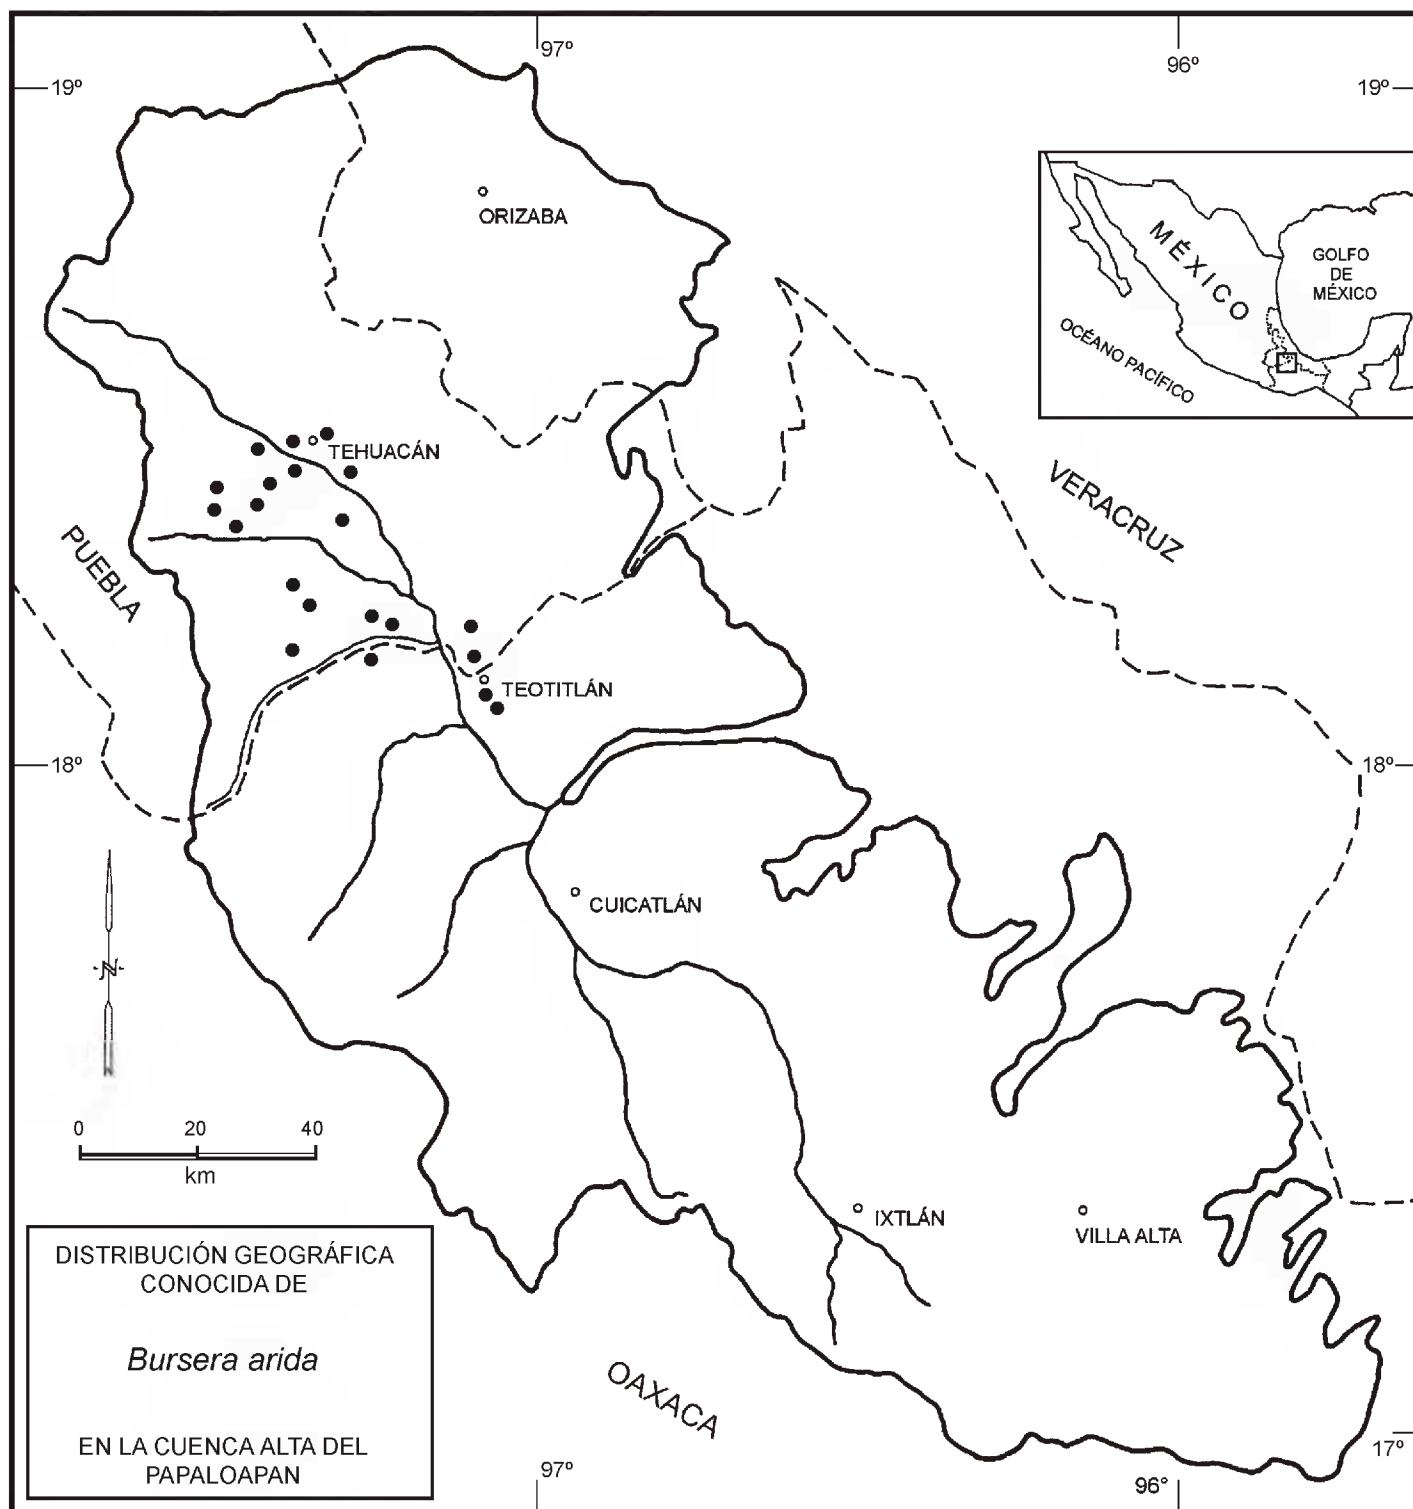 97º
96º
19º
19º
ORIZABA
MÉXICO
GOLFO
DE
MÉXICO
OCÉANO PACÍFICO
TEHUACÁN
VERACRUZ
PUEBLA
TEOTITLÁN
18º
18º
CUICATLÁN
N
0 20 40
km
IXTLÁN
VILLA ALTA
DISTRIBUCIÓN GEOGRÁFICA
CONOCIDA DE
Bursera arida
EN LA CUENCA ALTA DEL
PAPALOAPAN
OAXACA
17º
97º
96°